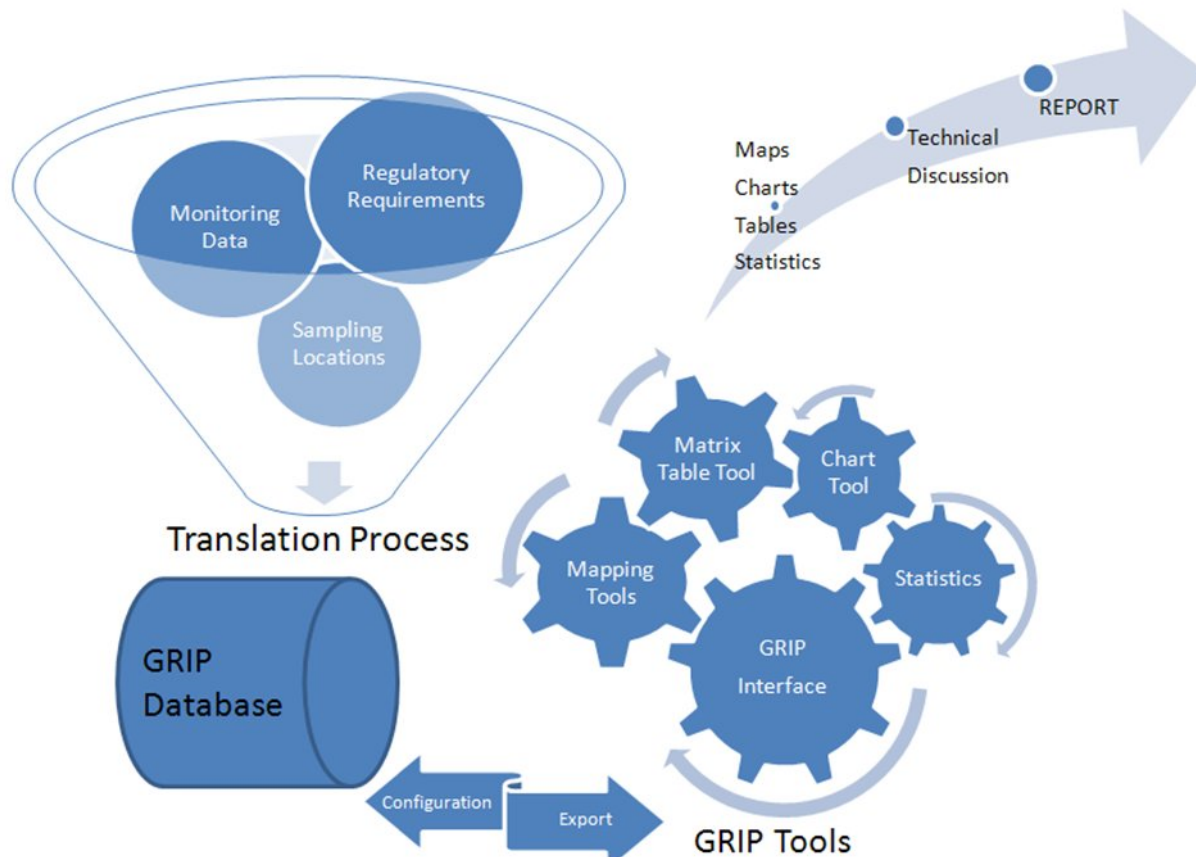 Monitoring
Data
Regulatory
Requirements
Sampling
Locations
Translation Process
GRIP
Database
Configuration
Export
GRIP Tools
Mapping
Tools
Matrix
Table Tool
Chart
Tool
Statistics
GRIP
Interface
Maps
Charts
Tables
Statistics
Technical
Discussion
REPORT